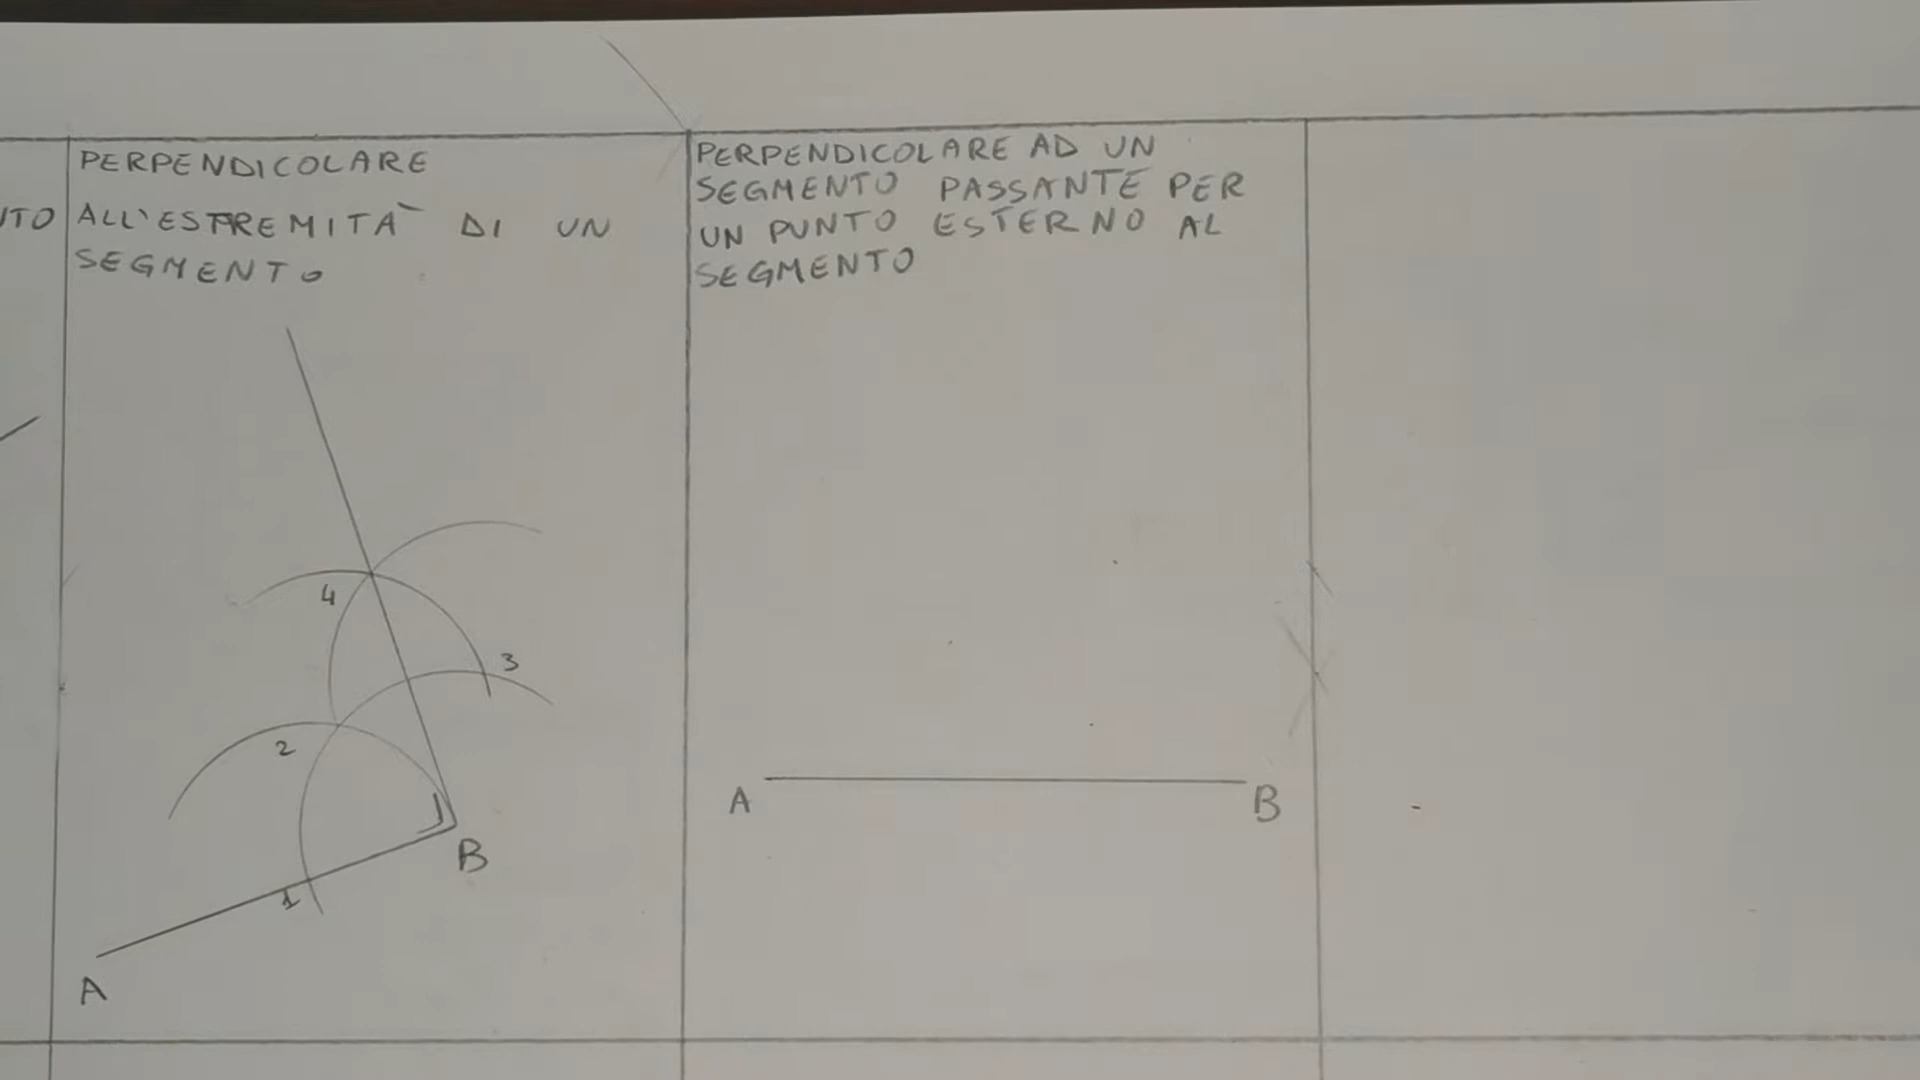 NTO
PERPENDICOLARE
ALL'ESTREMITÀ DI UN
SEGMENTO
4
3
2
1
B
A
PERPENDICOLARE AD UN
SEGMENTO PASSANTE PER
UN PUNTO ESTERNO AL
SEGMENTO
A
B